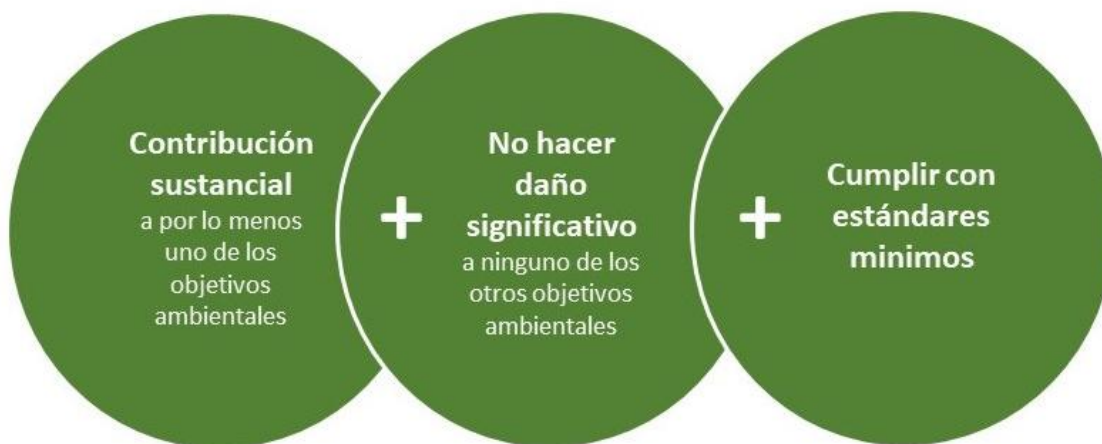 Contribución
sustancial
a por lo menos
uno de los
objetivos
ambientales
+
No hacer
daño
significativo
a ninguno de los
otros objetivos
ambientales
+
Cumplir con
estándares
minimos